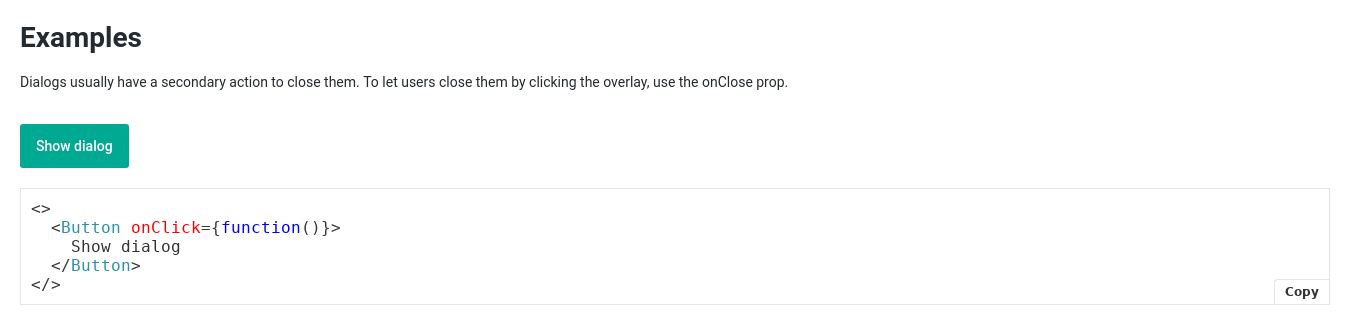 Examples
Dialogs usually have a secondary action to close them. To let users close them by clicking the overlay, use the onClose prop.
Show dialog
<>
  <Button onClick={function()}>
    Show dialog
  </Button>
</>
Copy